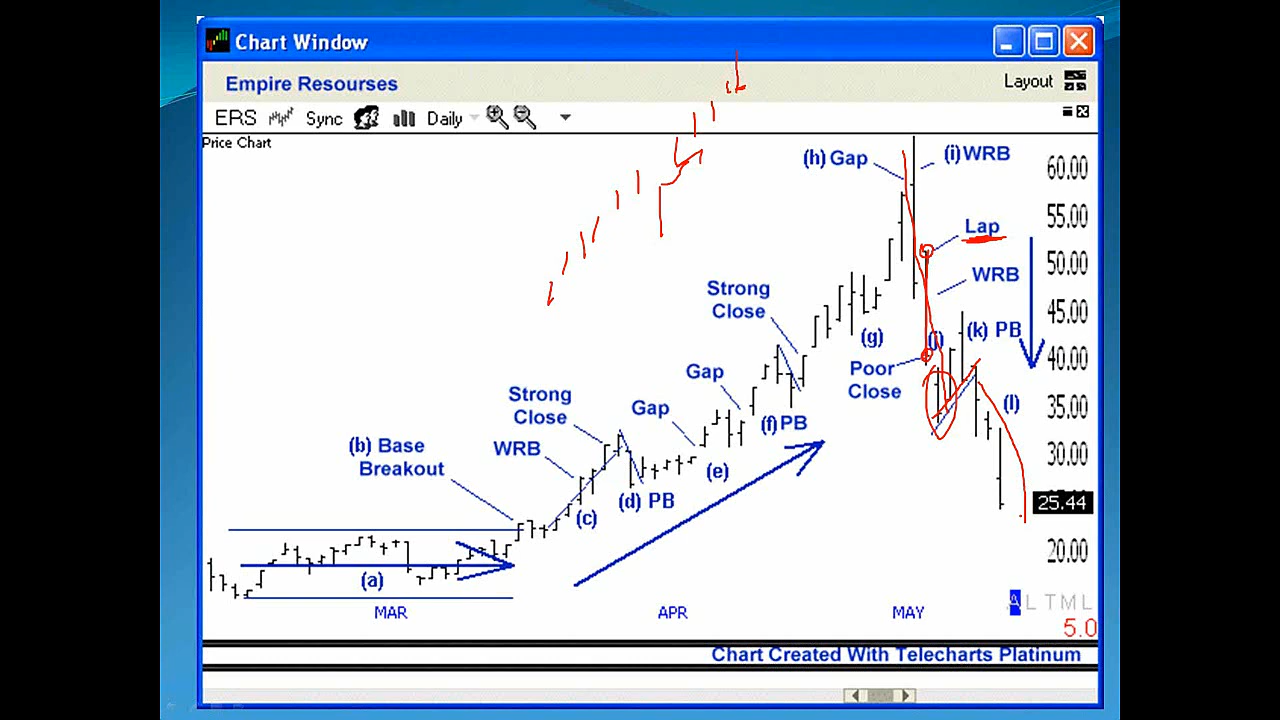 Chart Window
Empire Resourses
Layout
ERS Sync Daily
Price Chart
(h) Gap
(i) WRB
60.00
55.00
Lap
50.00
WRB
Strong
Close
45.00
(g)
(j)
(k) PB
40.00
Poor
Close
Gap
Strong
Close
Gap
(f) PB
(l)
35.00
(b) Base
Breakout
WRB
30.00
(e)
(d) PB
(c)
25.44
20.00
(a)
MAR
APR
MAY
A L T M L
5.0
Chart Created With Telecharts Platinum